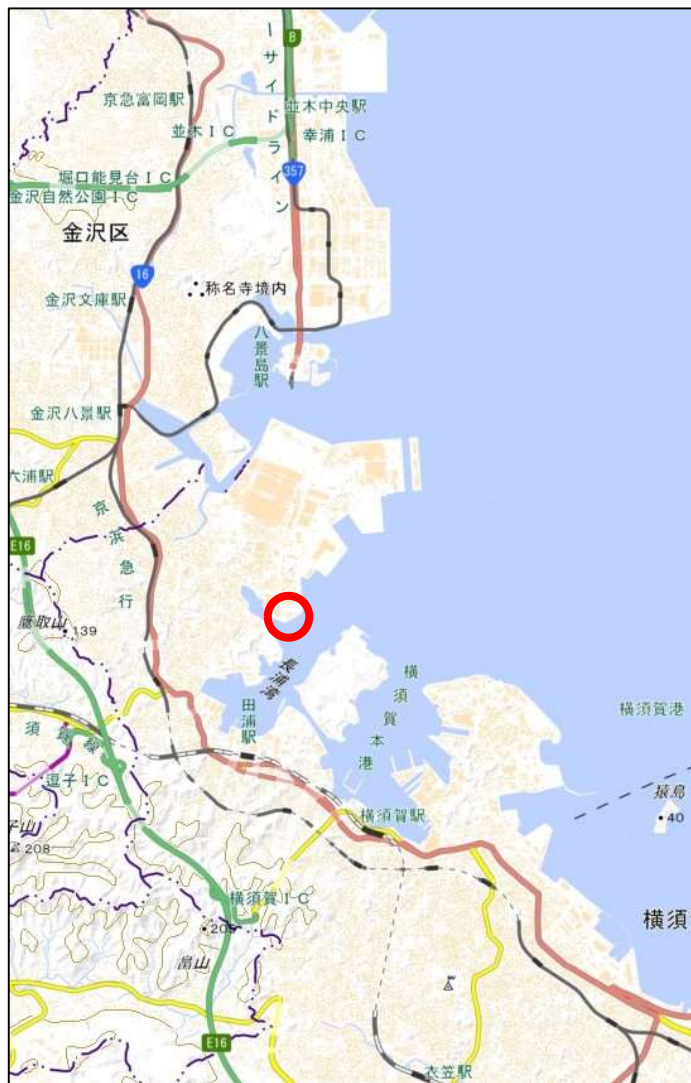 B
ーサイドライン
京急富岡駅
並木中央駅
並木IC
幸浦IC
堀口能見台IC
金沢自然公園IC
357
金沢区
16
称名寺境内
金沢文庫駅
八景島駅
金沢八景駅
六浦駅
京浜急行
E16
鷹取山
139
長浦湾
横須賀本港
田浦駅
横須賀港
須賀線
逗子IC
猿島
40
横須賀駅
子山
208
横須賀IC
205
畠山
横須
E16
衣笠駅